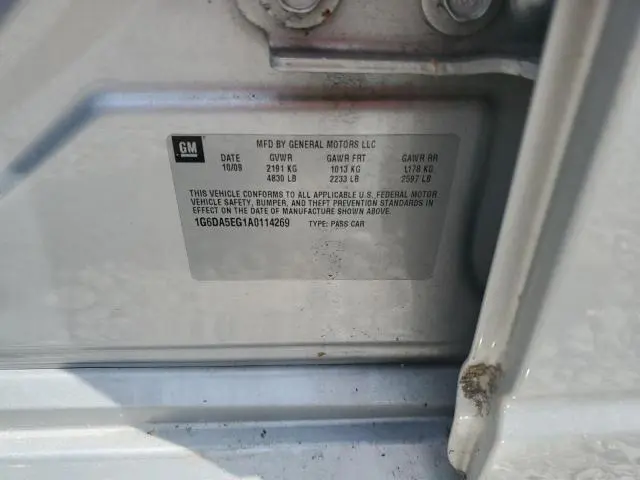 GM
MFD BY GENERAL MOTORS LLC
DATE GVWR GAWR FRT GAWR RR
10/09 2191 KG 1013 KG 1178 KG
4830 LB 2233 LB 2597 LB
THIS VEHICLE CONFORMS TO ALL APPLICABLE U.S. FEDERAL MOTOR
VEHICLE SAFETY, BUMPER, AND THEFT PREVENTION STANDARDS
IN EFFECT ON THE DATE OF MANUFACTURE SHOWN ABOVE.
1G6DA5EG1A0114269 TYPE: PASS CAR